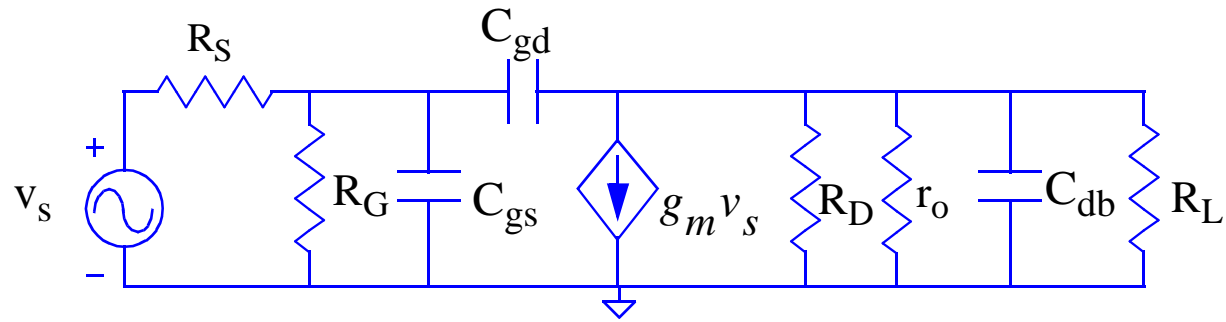 R_S
C_gd
+
v_s
−
R_G
C_gs
g_m v_s
R_D
r_o
C_db
R_L